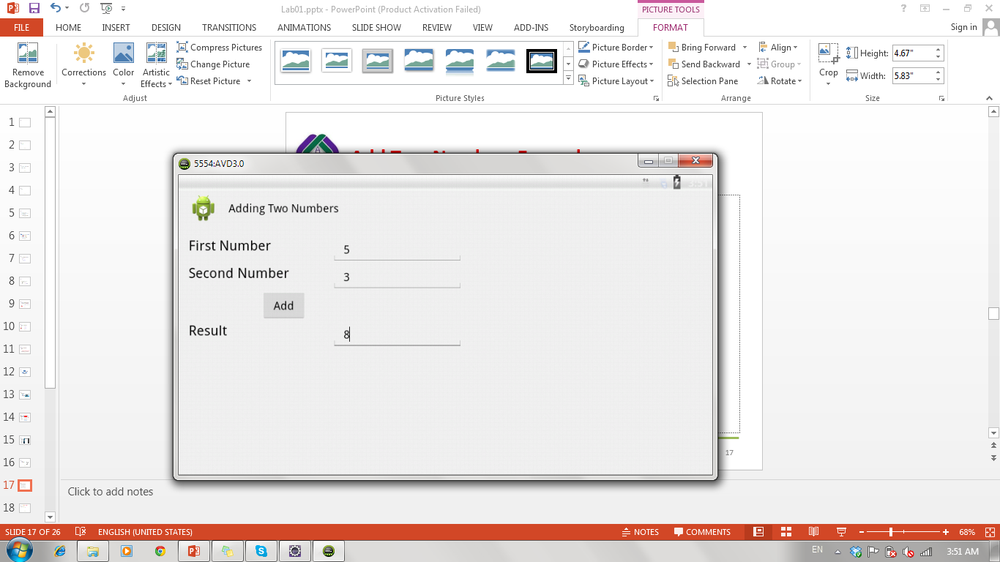 Lab01.pptx - PowerPoint (Product Activation Failed)
PICTURE TOOLS
FILE HOME INSERT DESIGN TRANSITIONS ANIMATIONS SLIDE SHOW REVIEW VIEW ADD-INS Storyboarding FORMAT Sign in
Remove Background
Corrections
Color
Artistic Effects
Compress Pictures
Change Picture
Reset Picture
Adjust
Picture Styles
Picture Border
Picture Effects
Picture Layout
Bring Forward
Send Backward
Selection Pane
Align
Group
Rotate
Arrange
Crop
Height: 4.67"
Width: 5.83"
Size
1
2
3
4
5
6
7
8
9
10
11
12
13
14
15
16
17
18
5554:AVD3.0
Adding Two Numbers
First Number 5
Second Number 3
Add
Result 8
17
Click to add notes
SLIDE 17 OF 26 ENGLISH (UNITED STATES) NOTES COMMENTS 68%
EN 3:51 AM